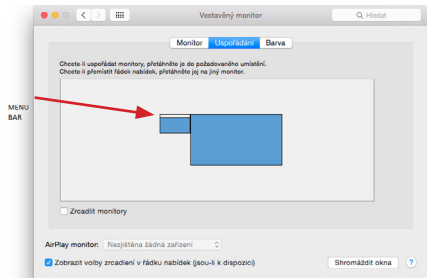 Vestavěný monitor
Hledat
Monitor Uspořádání Barva
Chcete-li uspořádat monitory, přetáhněte je do požadovaného umístění.
Chcete-li přemístit řádek nabídek, přetáhněte jej na jiný monitor.
MENU
BAR
Zrcadlit monitory
AirPlay monitor: Nezjištěna žádná zařízení
Zobrazit volby zrcadlení v řádku nabídek (jsou-li k dispozici)
Shromáždit okna ?